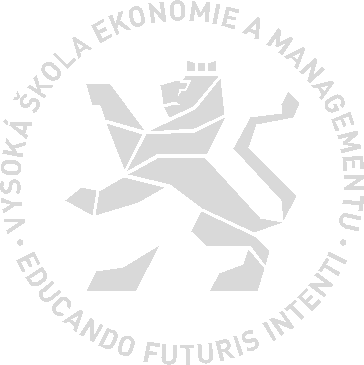 VYSOKÁ ŠKOLA EKONOMIE A MANAGEMENTU
• EDUCANDO FUTURIS INTENTI •